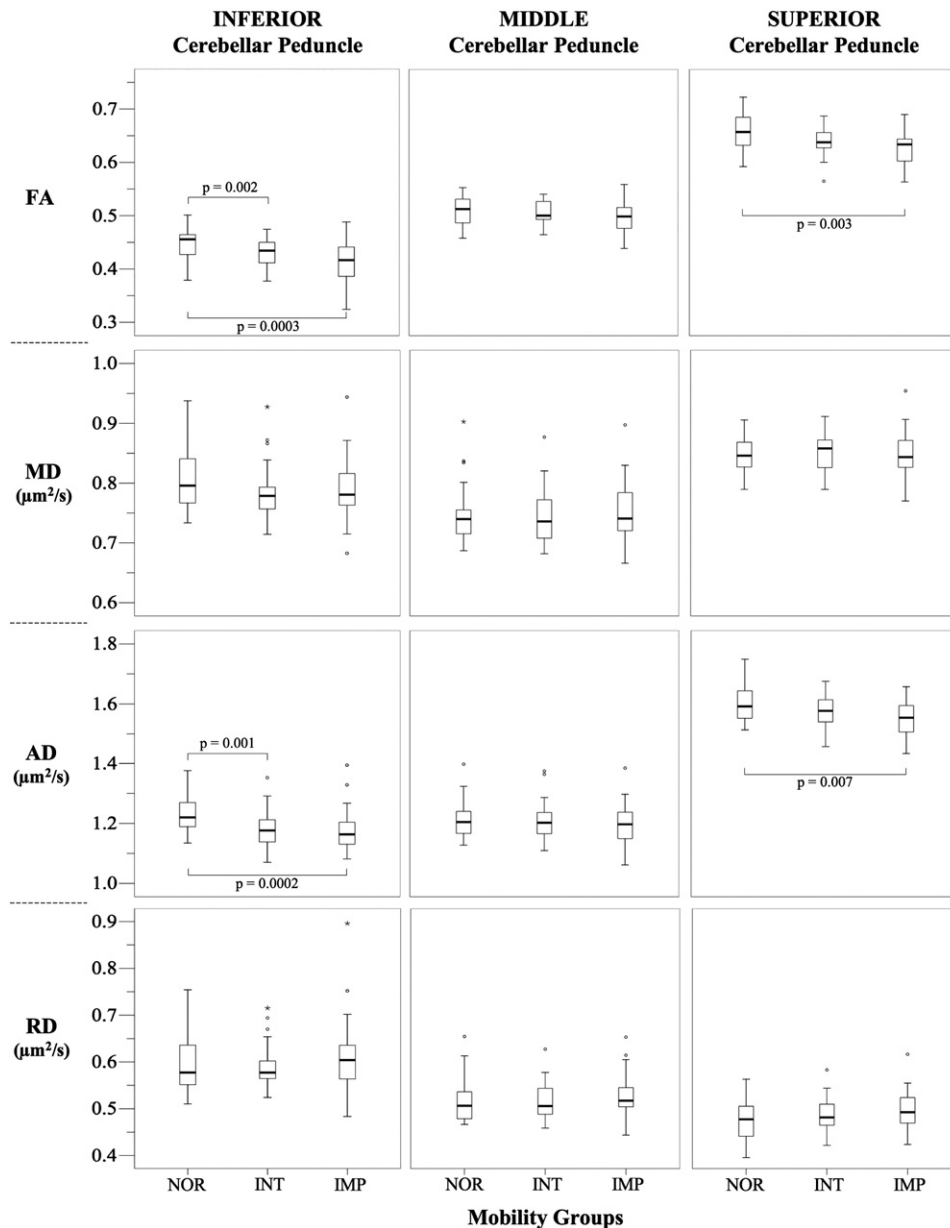 INFERIOR
Cerebellar Peduncle
MIDDLE
Cerebellar Peduncle
SUPERIOR
Cerebellar Peduncle
FA
0.7
0.6
0.5
0.4
0.3
p = 0.002
p = 0.0003
p = 0.003
MD
(µm²/s)
1.0
0.9
0.8
0.7
0.6
AD
(µm²/s)
1.8
1.6
1.4
1.2
1.0
p = 0.001
p = 0.0002
p = 0.007
RD
(µm²/s)
0.9
0.8
0.7
0.6
0.5
0.4
NOR INT IMP
NOR INT IMP
NOR INT IMP
Mobility Groups